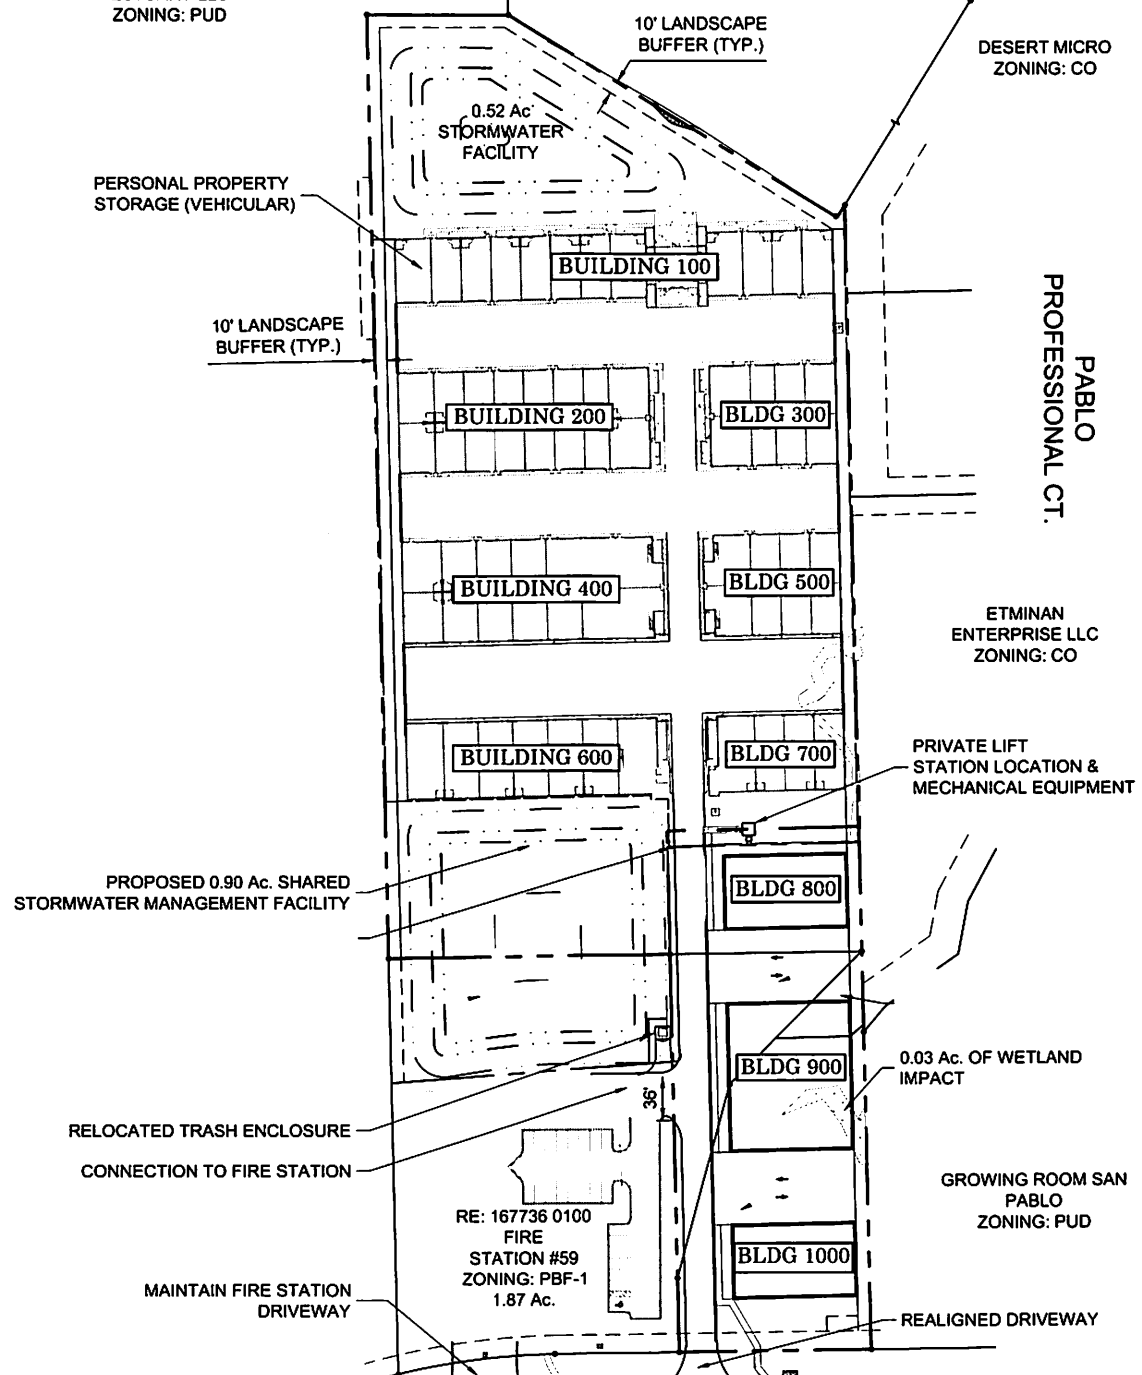 ZONING: PUD
10' LANDSCAPE
BUFFER (TYP.)
DESERT MICRO
ZONING: CO
0.52 Ac
STORMWATER
FACILITY
PERSONAL PROPERTY
STORAGE (VEHICULAR)
BUILDING 100
10' LANDSCAPE
BUFFER (TYP.)
PABLO
PROFESSIONAL CT.
BUILDING 200
BLDG 300
BUILDING 400
BLDG 500
ETMINAN
ENTERPRISE LLC
ZONING: CO
BUILDING 600
BLDG 700
PRIVATE LIFT
STATION LOCATION &
MECHANICAL EQUIPMENT
PROPOSED 0.90 Ac. SHARED
STORMWATER MANAGEMENT FACILITY
BLDG 800
BLDG 900
0.03 Ac. OF WETLAND
IMPACT
36'
RELOCATED TRASH ENCLOSURE
CONNECTION TO FIRE STATION
GROWING ROOM SAN
PABLO
ZONING: PUD
RE: 167736 0100
FIRE
STATION #59
ZONING: PBF-1
1.87 Ac.
BLDG 1000
MAINTAIN FIRE STATION
DRIVEWAY
REALIGNED DRIVEWAY